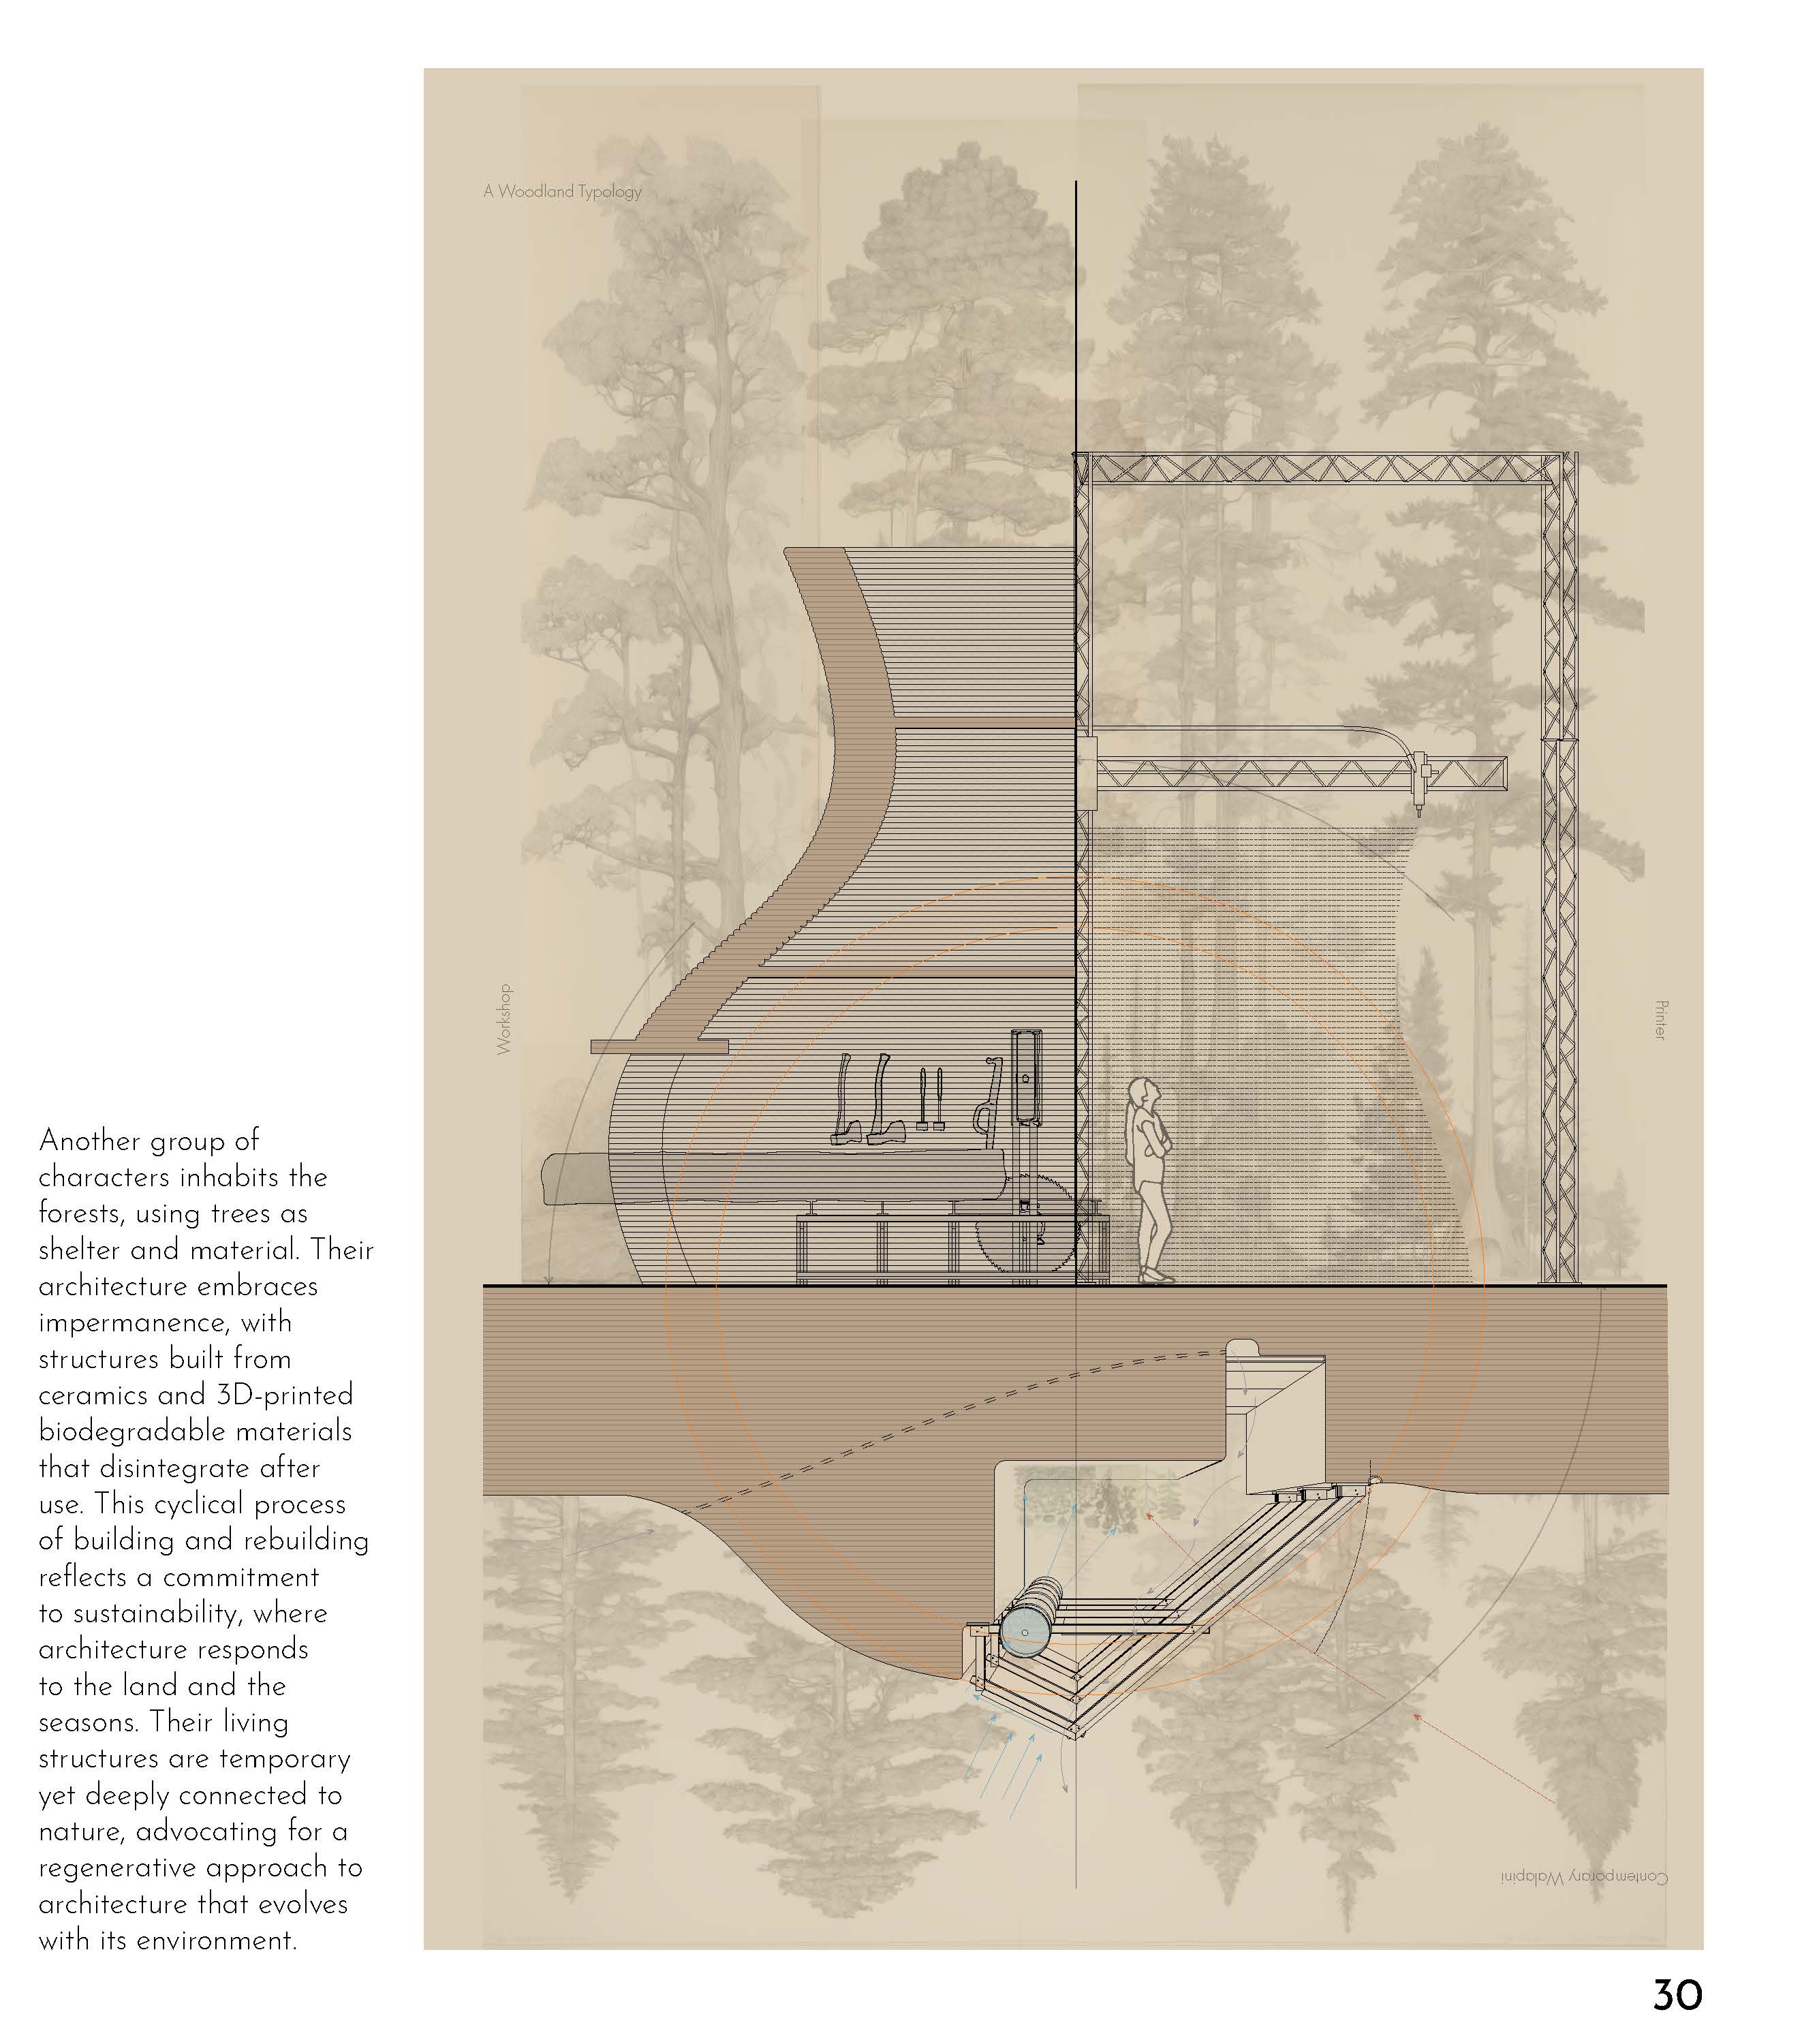 A Woodland Typology
Workshop
Printer
Another group of
characters inhabits the
forests, using trees as
shelter and material. Their
architecture embraces
impermanence, with
structures built from
ceramics and 3D-printed
biodegradable materials
that disintegrate after
use. This cyclical process
of building and rebuilding
reflects a commitment
to sustainability, where
architecture responds
to the land and the
seasons. Their living
structures are temporary
yet deeply connected to
nature, advocating for a
regenerative approach to
architecture that evolves
with its environment.
Contemporary Walapini
30